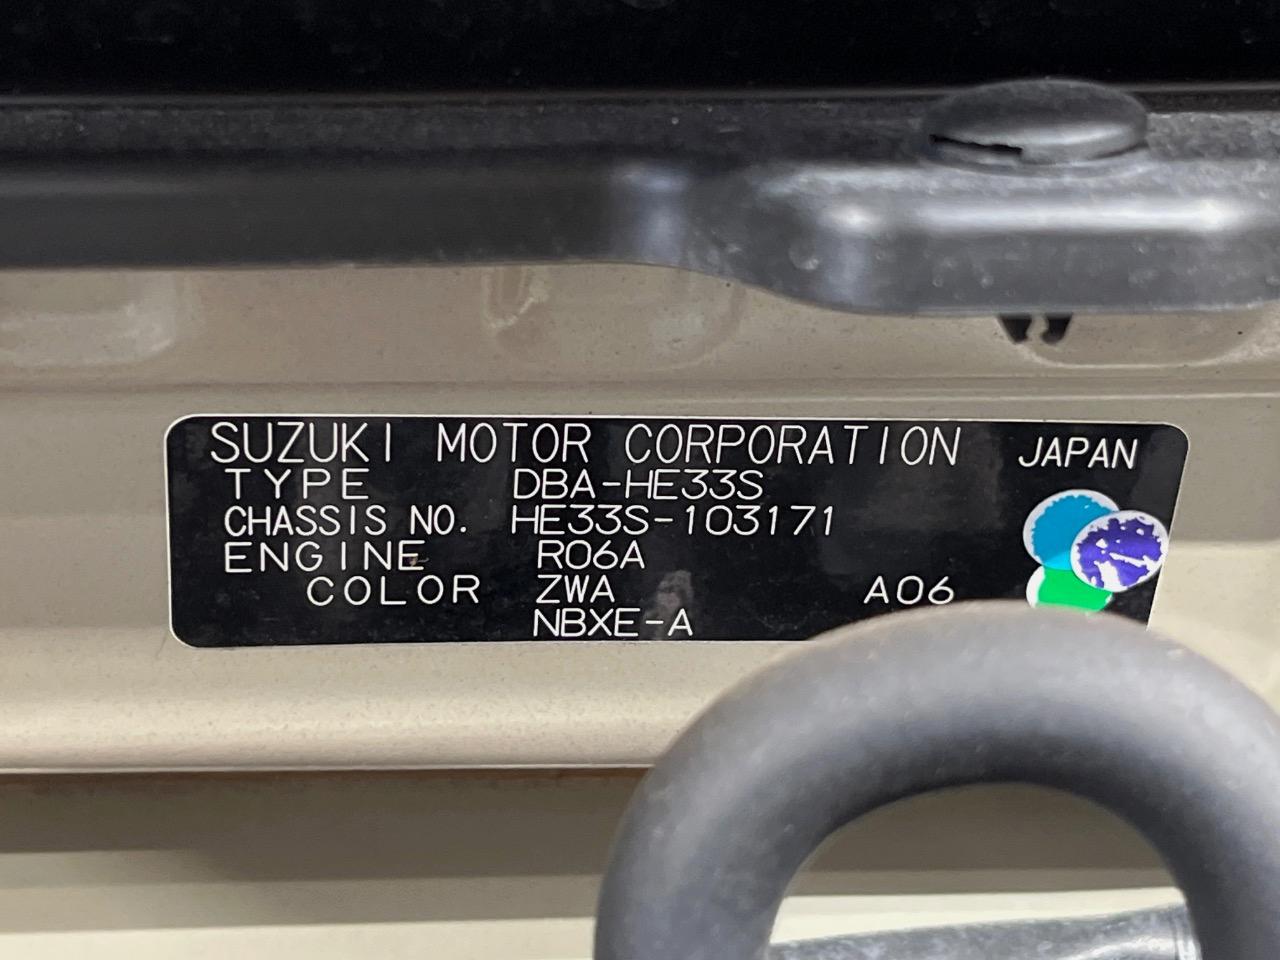 SUZUKI MOTOR CORPORATION JAPAN
TYPE DBA-HE33S
CHASSIS NO. HE33S-103171
ENGINE R06A
COLOR ZWA A06
NBXE-A